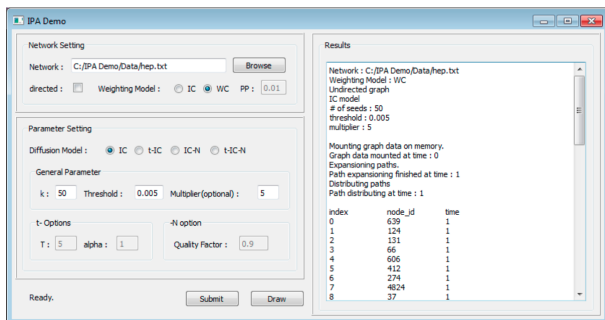 IPA Demo
Network Setting
Network : C:/IPA Demo/Data/hep.txt Browse
directed : Weighting Model : IC WC PP : 0.01
Parameter Setting
Diffusion Model : IC t-IC IC-N t-IC-N
General Parameter
k : 50 Threshold : 0.005 Multiplier(optional) : 5
t- Options
T : 5 alpha : 1
-N option
Quality Factor : 0.9
Ready. Submit Draw
Results
Network : C:/IPA Demo/Data/hep.txt
Weighting Model : WC
Undirected graph
IC model
# of seeds : 50
threshold : 0.005
multiplier : 5
Mounting graph data on memory.
Graph data mounted at time : 0
Expansioning paths.
Path expansioning finished at time : 1
Distributing paths
Path distributing at time : 1
index node_id time
0 639 1
1 124 1
2 131 1
3 66 1
4 606 1
5 412 1
6 274 1
7 4824 1
8 37 1